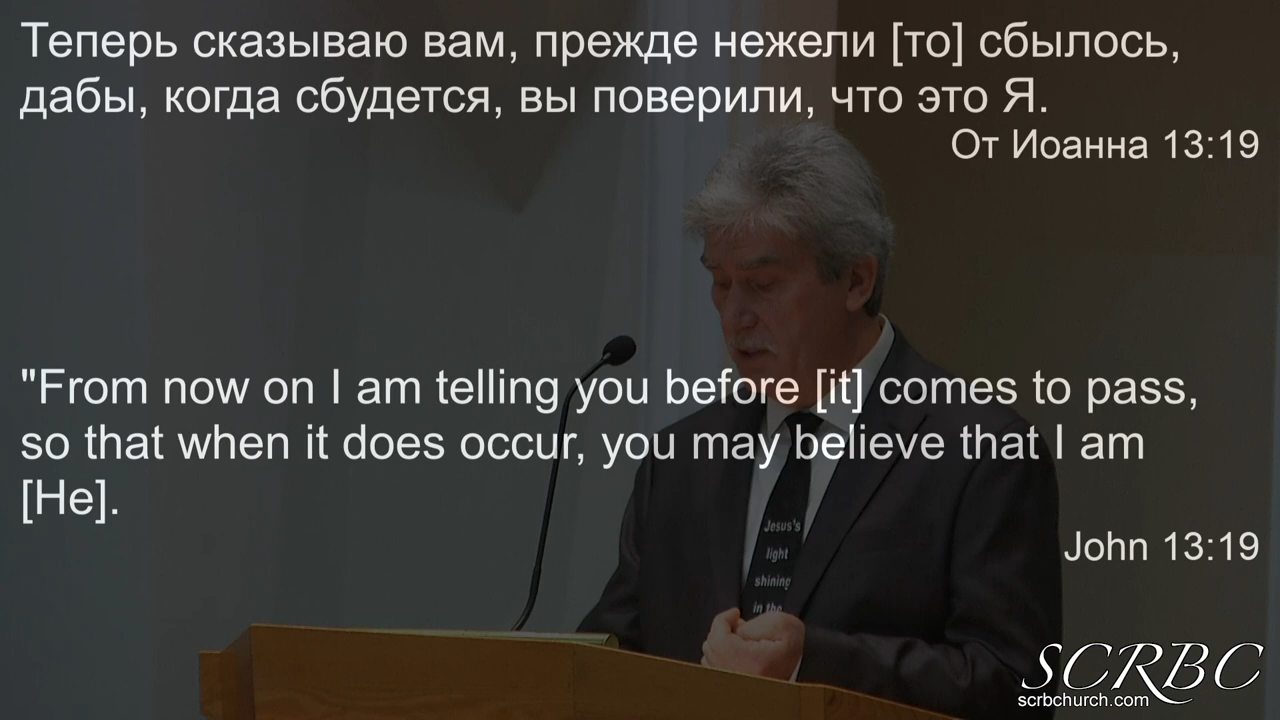 Теперь сказываю вам, прежде нежели [то] сбылось,
дабы, когда сбудется, вы поверили, что это Я.
От Иоанна 13:19
"From now on I am telling you before [it] comes to pass,
so that when it does occur, you may believe that I am
[He].
John 13:19
Jesus's
light
shining
in the
SCRBC
scrbchurch.com